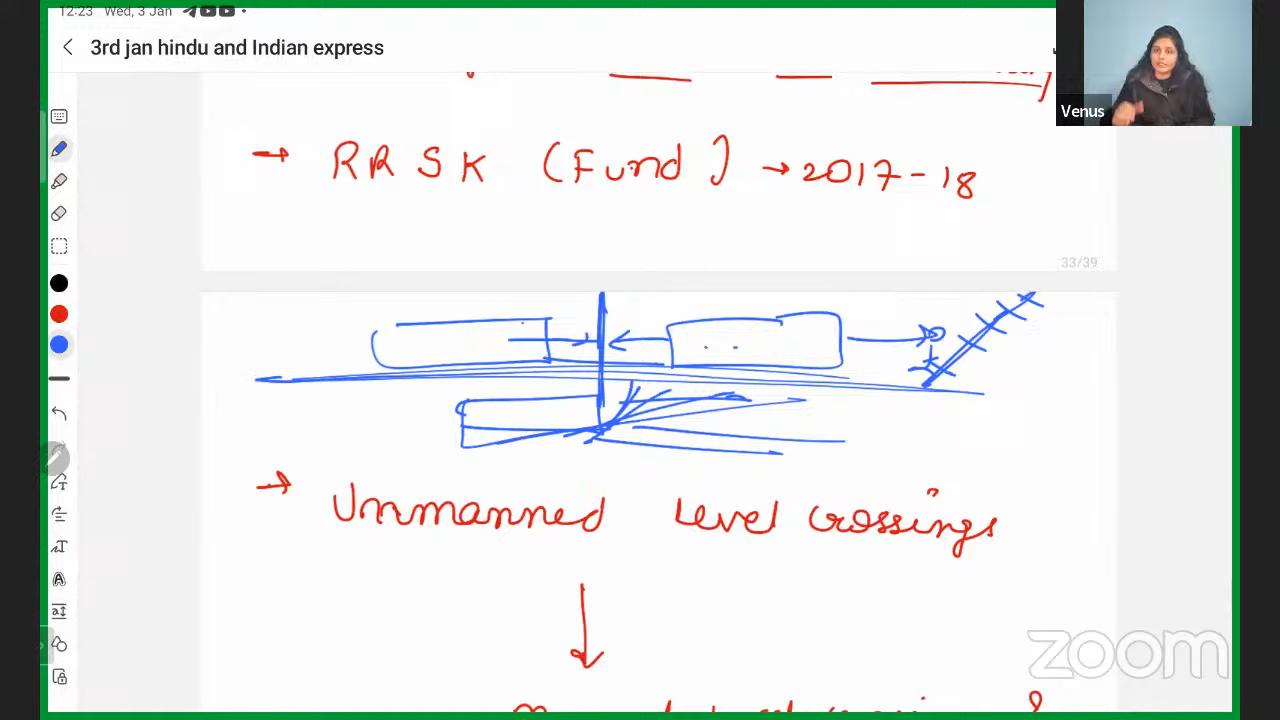 12:23 Wed, 3 Jan
3rd jan hindu and Indian express
Venus
→ RRSK (Fund) → 2017-18
33/39
→ Unmanned Level Crossings
zoom